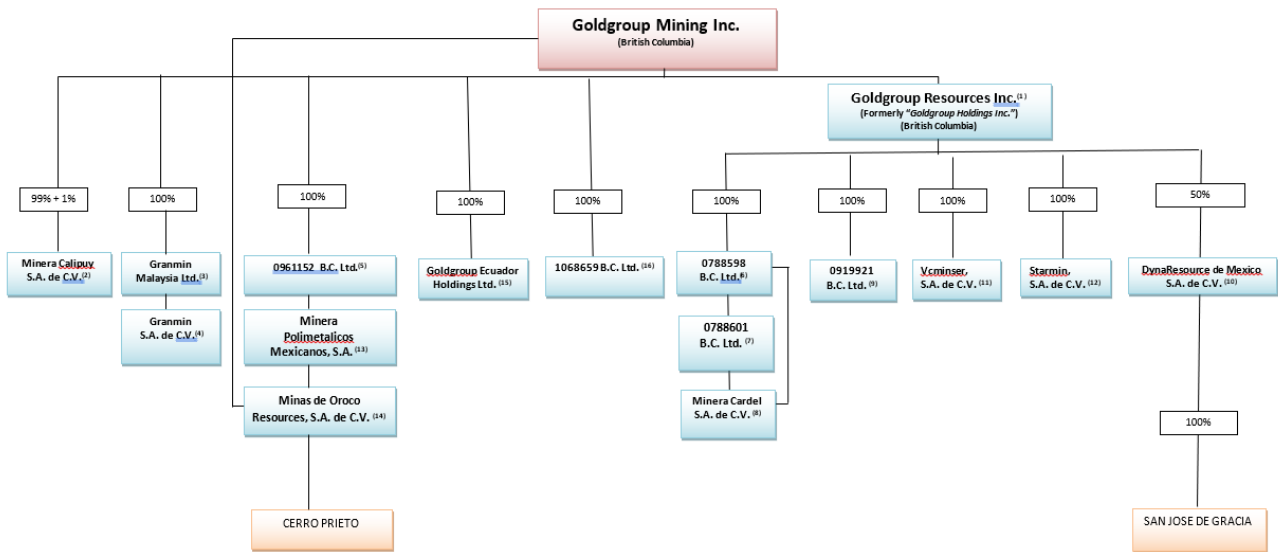 Goldgroup Mining Inc.
(British Columbia)
Goldgroup Resources Inc.(1)
(Formerly "Goldgroup Holdings Inc.")
(British Columbia)
99% + 1%
100%
100%
100%
100%
100%
100%
100%
100%
50%
Minera Calipuy
S.A. de C.V.(2)
Granmin
Malaysia Ltd.(3)
0961152 B.C. Ltd.(5)
Goldgroup Ecuador
Holdings Ltd. (15)
1068659 B.C. Ltd. (16)
0788598
B.C. Ltd.(6)
0919921
B.C. Ltd. (9)
Vcminser,
S.A. de C.V. (11)
Starmin,
S.A. de C.V. (12)
DynaResource de Mexico
S.A. de C.V. (10)
Granmin
S.A. de C.V.(4)
Minera
Polimetalicos
Mexicanos, S.A. (13)
0788601
B.C. Ltd. (7)
Minas de Oroco
Resources, S.A. de C.V. (14)
Minera Cardel
S.A. de C.V. (8)
100%
CERRO PRIETO
SAN JOSE DE GRACIA